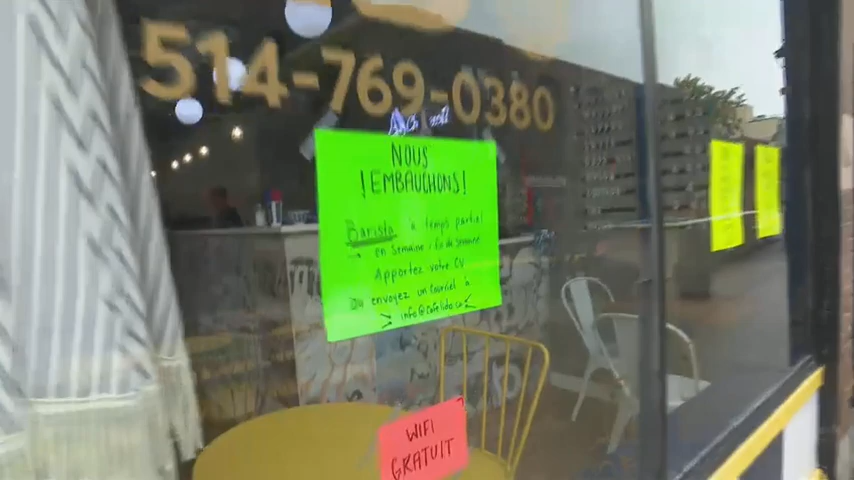 514-769-0380
NOUS
!EMBAUCHONS!
Barista à temps partiel
→ en semaine / fin de semaine
Apportez votre CV
ou envoyez un courriel à
info@cafelido.ca
WIFI
GRATUIT